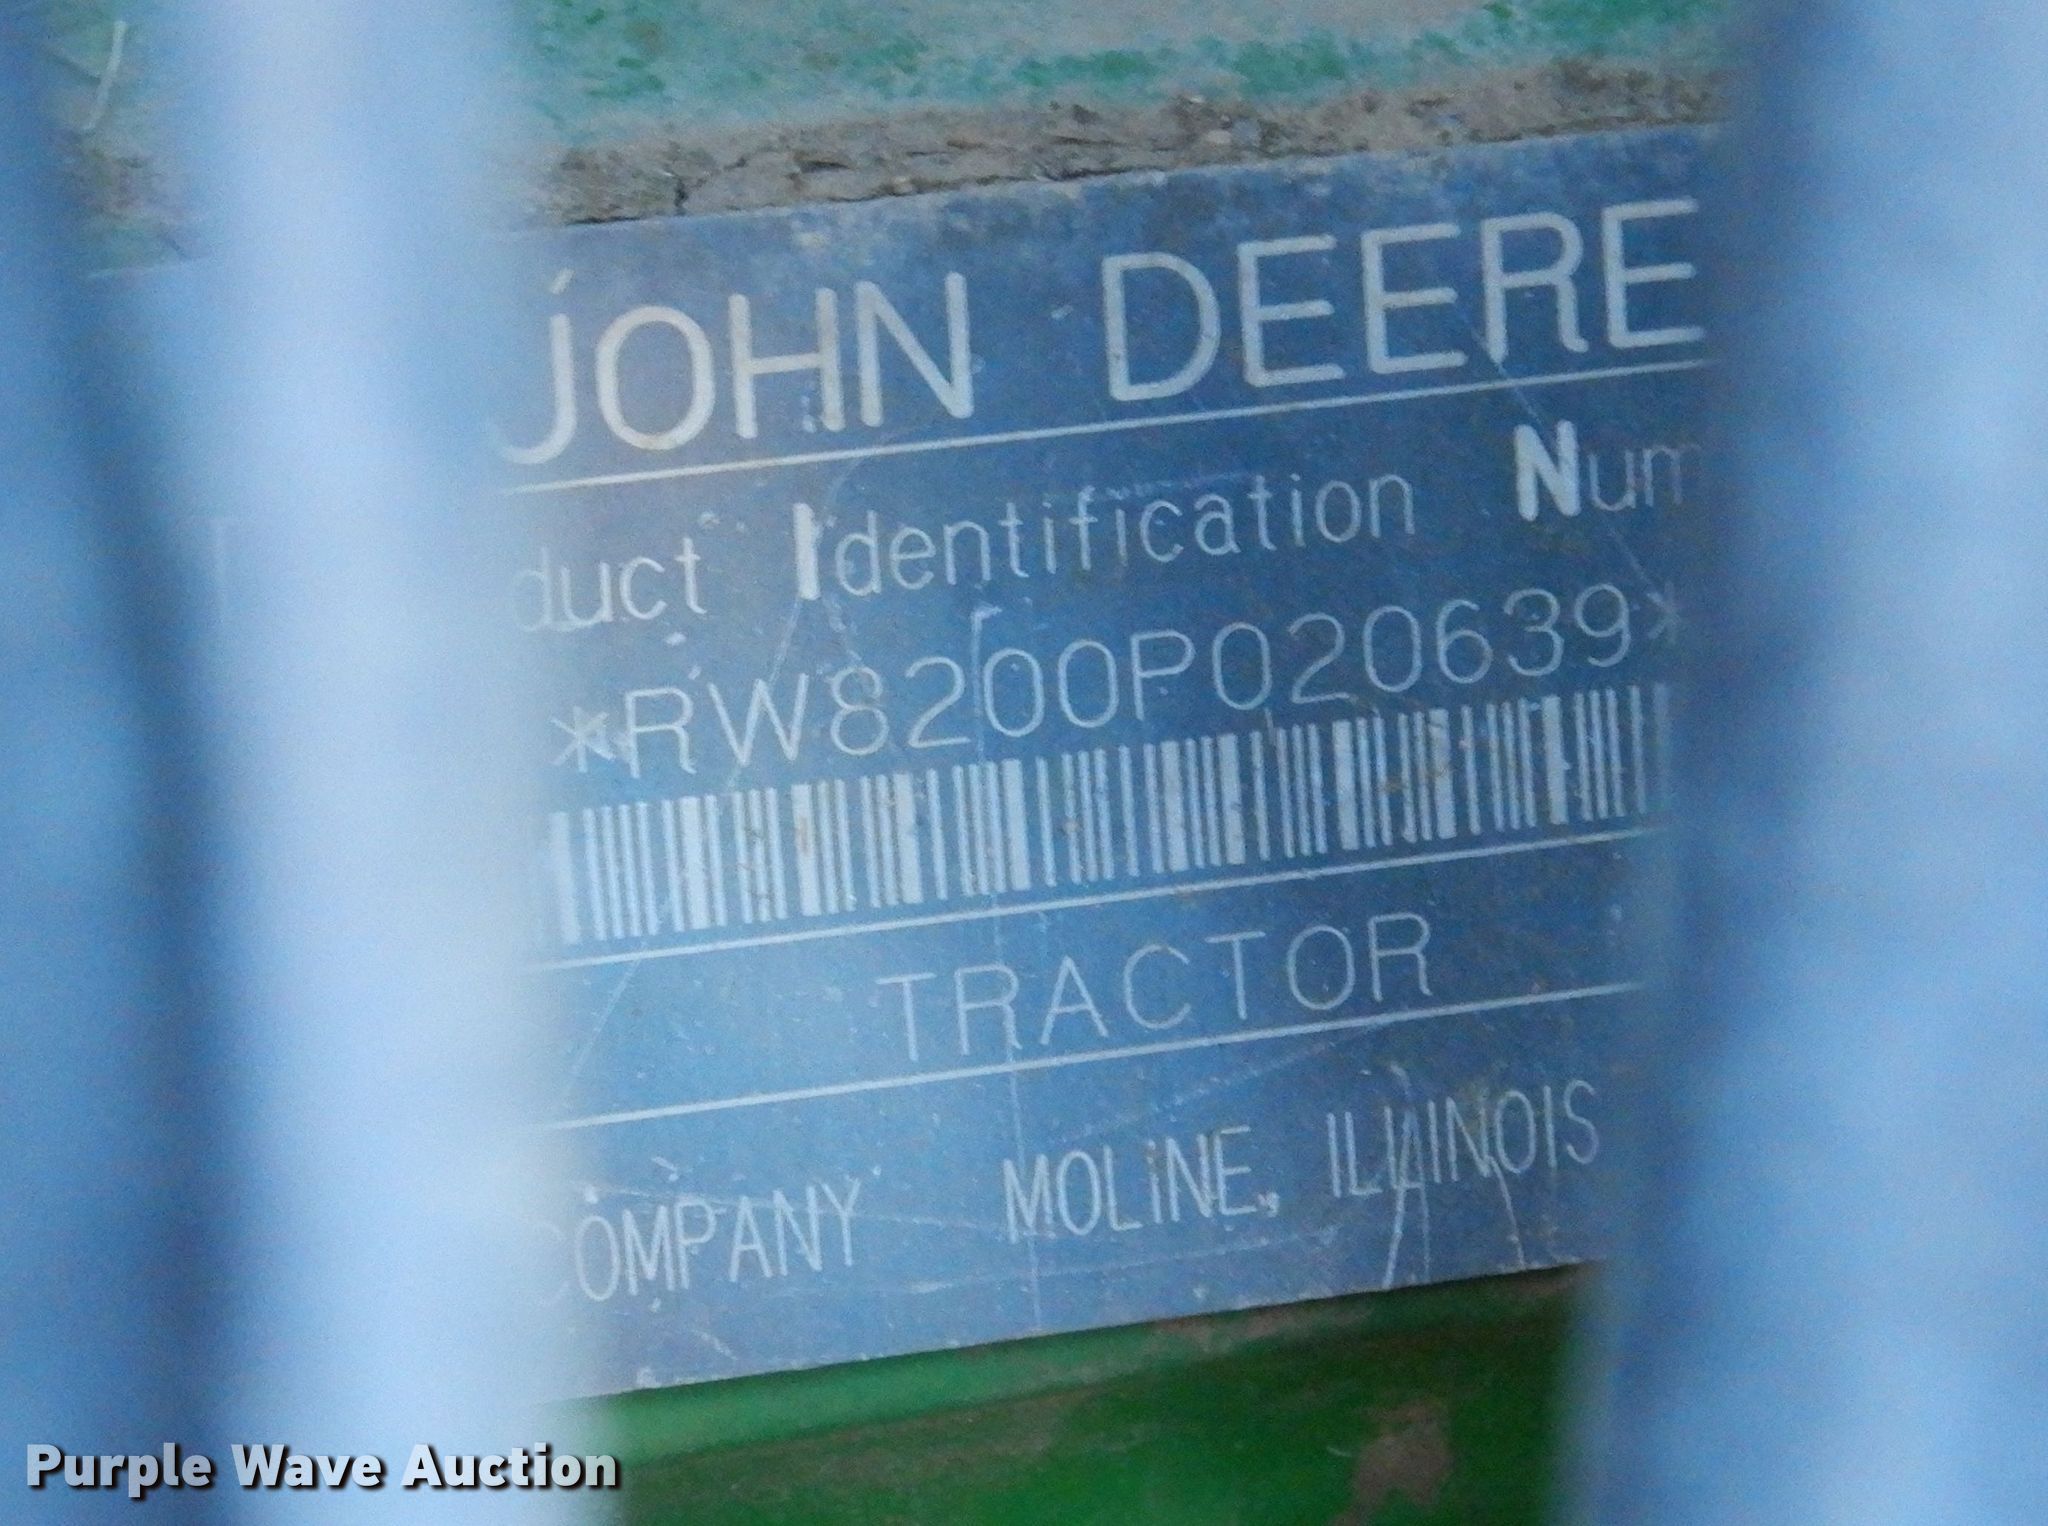 JOHN DEERE
duct Identification Num
*RW8200P020639*
TRACTOR
COMPANY MOLINE, ILLINOIS
Purple Wave Auction